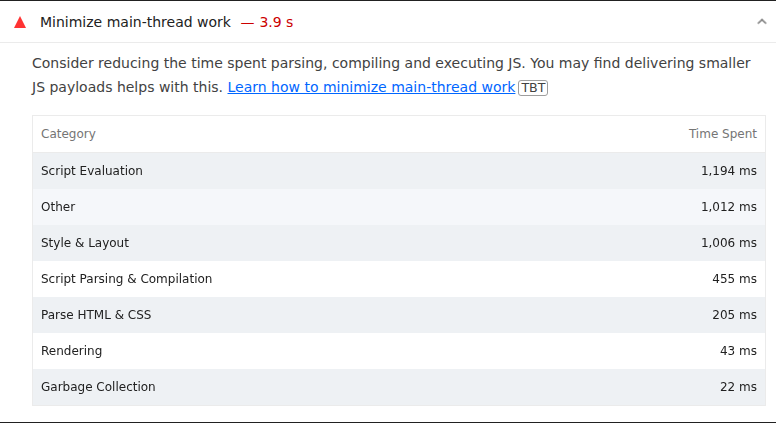 Minimize main-thread work — 3.9 s
Consider reducing the time spent parsing, compiling and executing JS. You may find delivering smaller
JS payloads helps with this. Learn how to minimize main-thread work TBT
Category Time Spent
Script Evaluation 1,194 ms
Other 1,012 ms
Style & Layout 1,006 ms
Script Parsing & Compilation 455 ms
Parse HTML & CSS 205 ms
Rendering 43 ms
Garbage Collection 22 ms